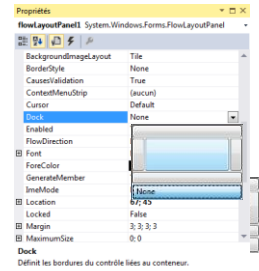 Propriétés
flowLayoutPanel1 System.Windows.Forms.FlowLayoutPanel
BackgroundImageLayout Tile
BorderStyle None
CausesValidation True
ContextMenuStrip (aucun)
Cursor Default
Dock None
Enabled
FlowDirection
Font
ForeColor
GenerateMember
ImeMode None
Location 67; 45
Locked False
Margin 3; 3; 3; 3
MaximumSize 0; 0
Dock
Définit les bordures du contrôle liées au conteneur.